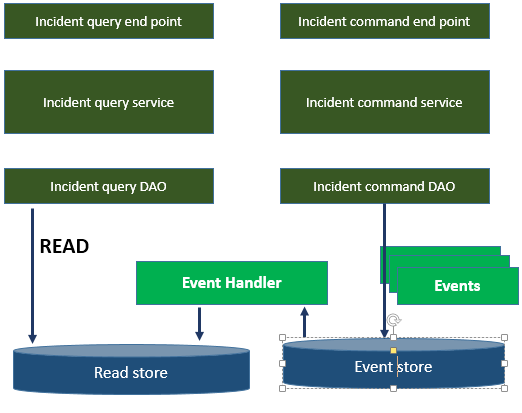 Incident query end point
Incident command end point
Incident query service
Incident command service
Incident query DAO
Incident command DAO
READ
Event Handler
Events
Read store
Event store